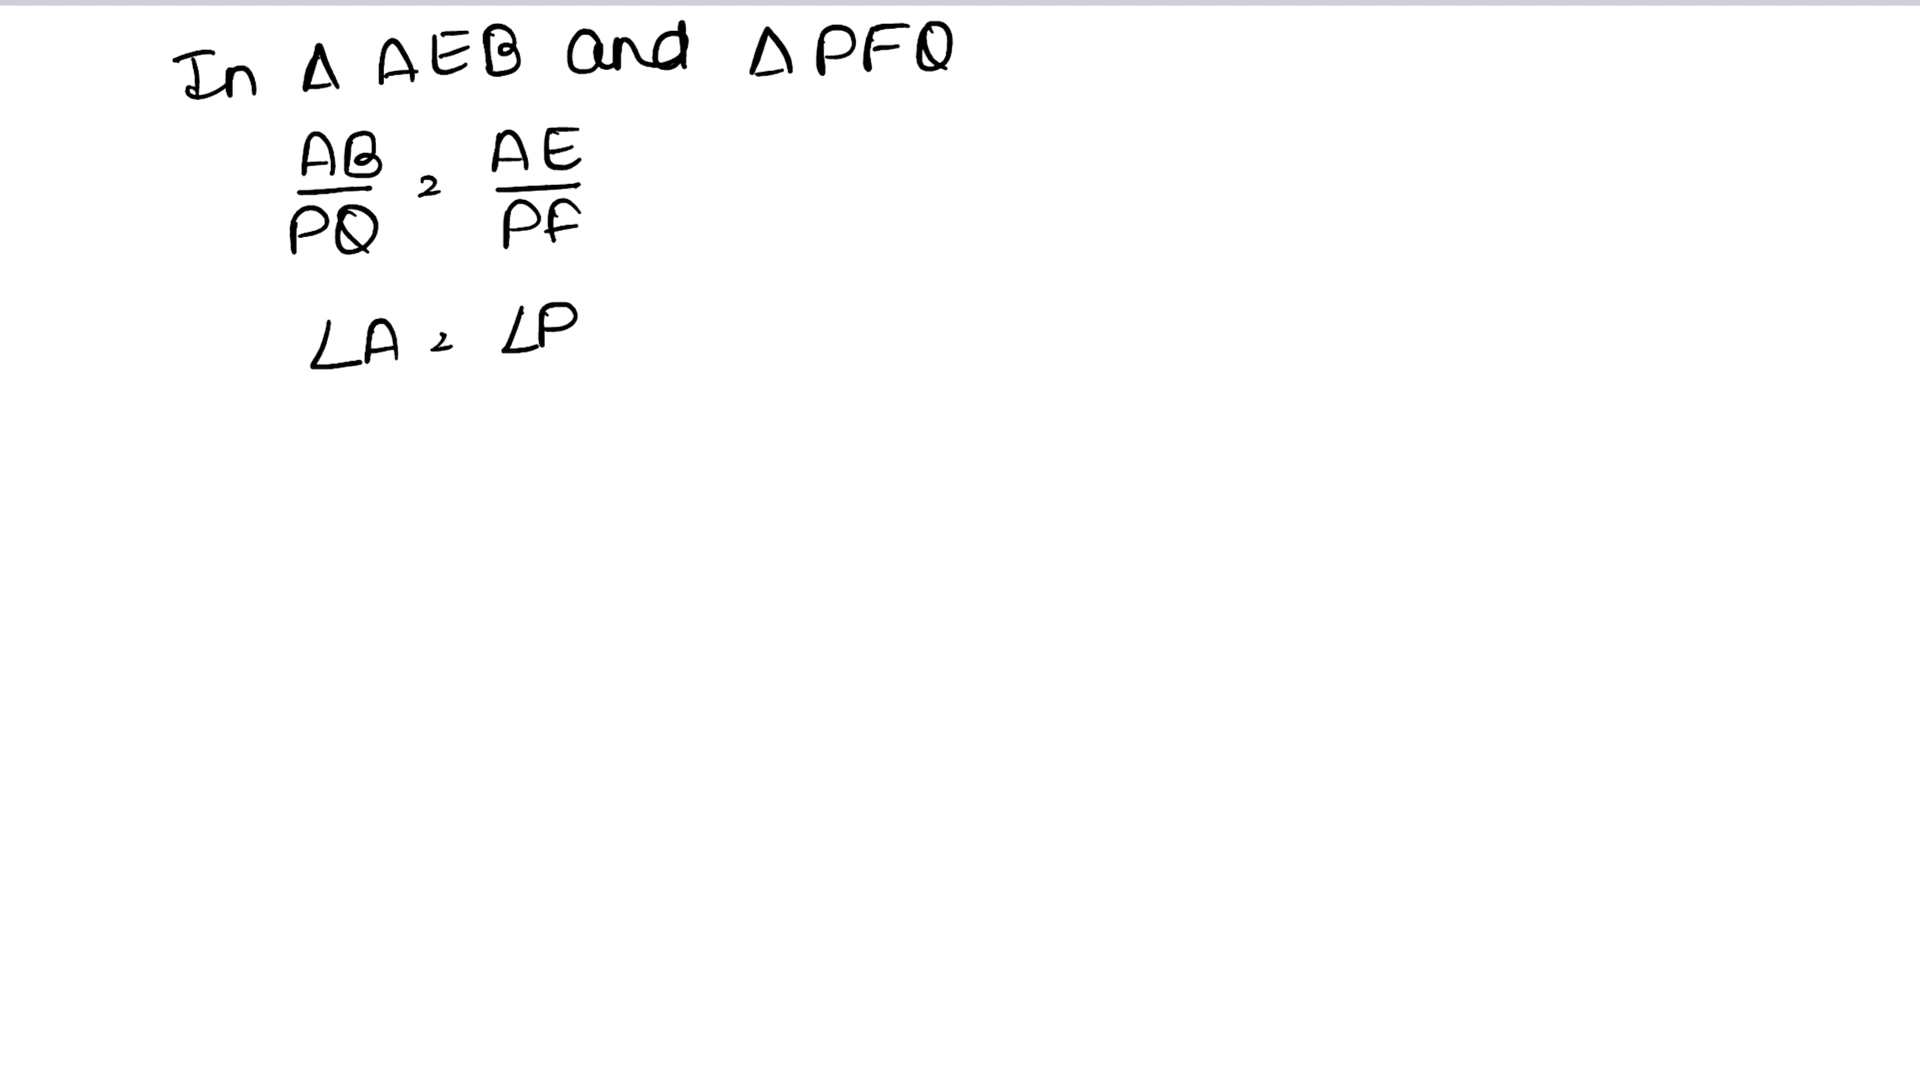 In Δ AEB and Δ PFQ
AB/PQ = AE/PF
∠A = ∠P